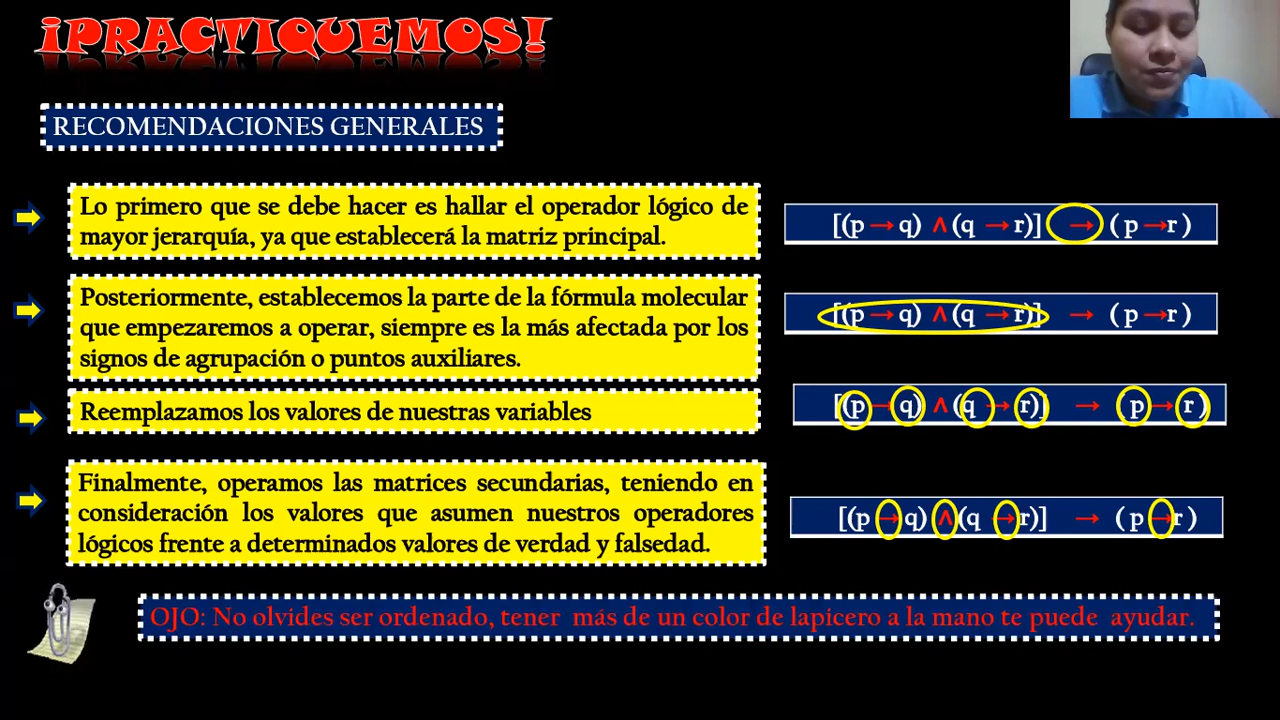 ¡PRACTIQUEMOS!
RECOMENDACIONES GENERALES
Lo primero que se debe hacer es hallar el operador lógico de
mayor jerarquía, ya que establecerá la matriz principal.
[(p → q) ∧ (q → r)] → ( p → r )
Posteriormente, establecemos la parte de la fórmula molecular
que empezaremos a operar, siempre es la más afectada por los
signos de agrupación o puntos auxiliares.
[(p → q) ∧ (q → r)] → ( p → r )
Reemplazamos los valores de nuestras variables
[(p → q) ∧ (q → r)] → ( p → r )
Finalmente, operamos las matrices secundarias, teniendo en
consideración los valores que asumen nuestros operadores
lógicos frente a determinados valores de verdad y falsedad.
[(p → q) ∧ (q → r)] → ( p → r )
OJO: No olvides ser ordenado, tener más de un color de lapicero a la mano te puede ayudar.